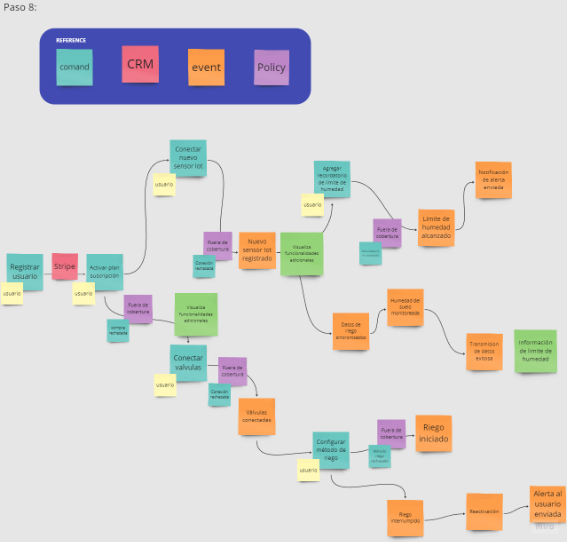 Paso 8:
REFERENCE
comand
CRM
event
Policy
Conectar
nuevo
sensor Iot
usuario
Agregar
recordatorio
de límite de
humedad
usuario
Notificación
de alerta
enviada
Fuera de
cobertura
Límite de
humedad
alcanzado
Fuera de
cobertura
Conexión
rechazada
Nuevo
sensor iot
registrado
Visualiza
funcionalidades
adicionales
Registrar
usuario
usuario
Stripe
Activar plan
suscripción
usuario
Fuera de
cobertura
rechazada
Visualiza
funcionalidades
adicionales
Datos de
riego
Humedad de
suelo
monitoreada
Transmisión
de datos
exitosa
Información
de límite de
humedad
Conectar
valvulas
usuario
Fuera de
cobertura
Conexión
rechazada
Válvulas
conectadas
Configurar
método de
riego
usuario
Fuera de
cobertura
Riego
iniciado
Riego
interrumpido
Reactivación
Alerta al
usuario
enviada
miro